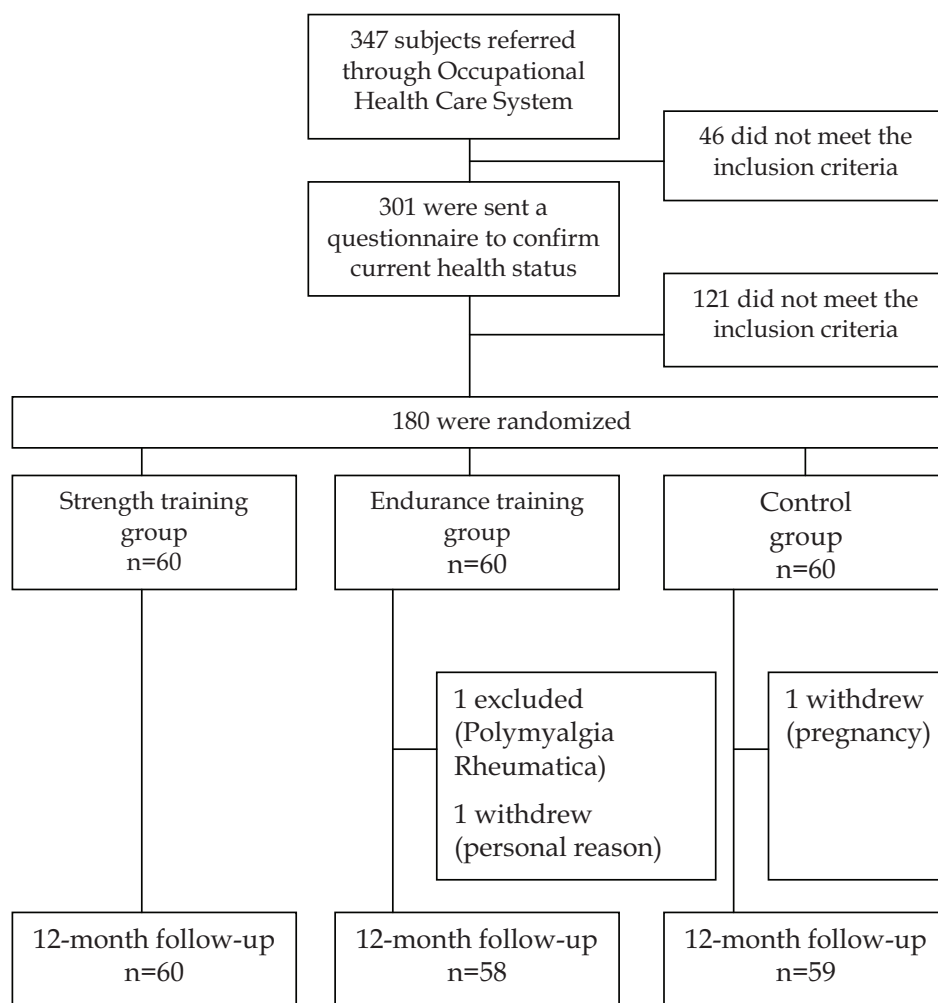 347 subjects referred
through Occupational
Health Care System
46 did not meet the
inclusion criteria
301 were sent a
questionnaire to confirm
current health status
121 did not meet the
inclusion criteria
180 were randomized
Strength training
group
n=60
Endurance training
group
n=60
Control
group
n=60
1 excluded
(Polymyalgia
Rheumatica)
1 withdrew
(personal reason)
1 withdrew
(pregnancy)
12-month follow-up
n=60
12-month follow-up
n=58
12-month follow-up
n=59